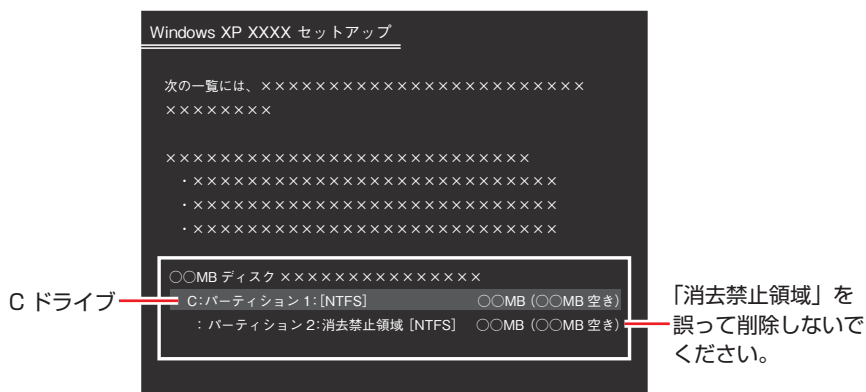 Windows XP XXXX セットアップ
次の一覧には、××××××××××××××××××××××××
××××××××
×××××××××××××××××××××××××××
・×××××××××××××××××××××××××××
・×××××××××××××××××××××××××××
・×××××××××××××××××××××××××××
○○MB ディスク ×××××××××××××××
C ドライブ
C:パーティション 1:[NTFS] ○○MB (○○MB 空き)
: パーティション 2:消去禁止領域 [NTFS] ○○MB (○○MB 空き)
「消去禁止領域」を
誤って削除しないで
ください。